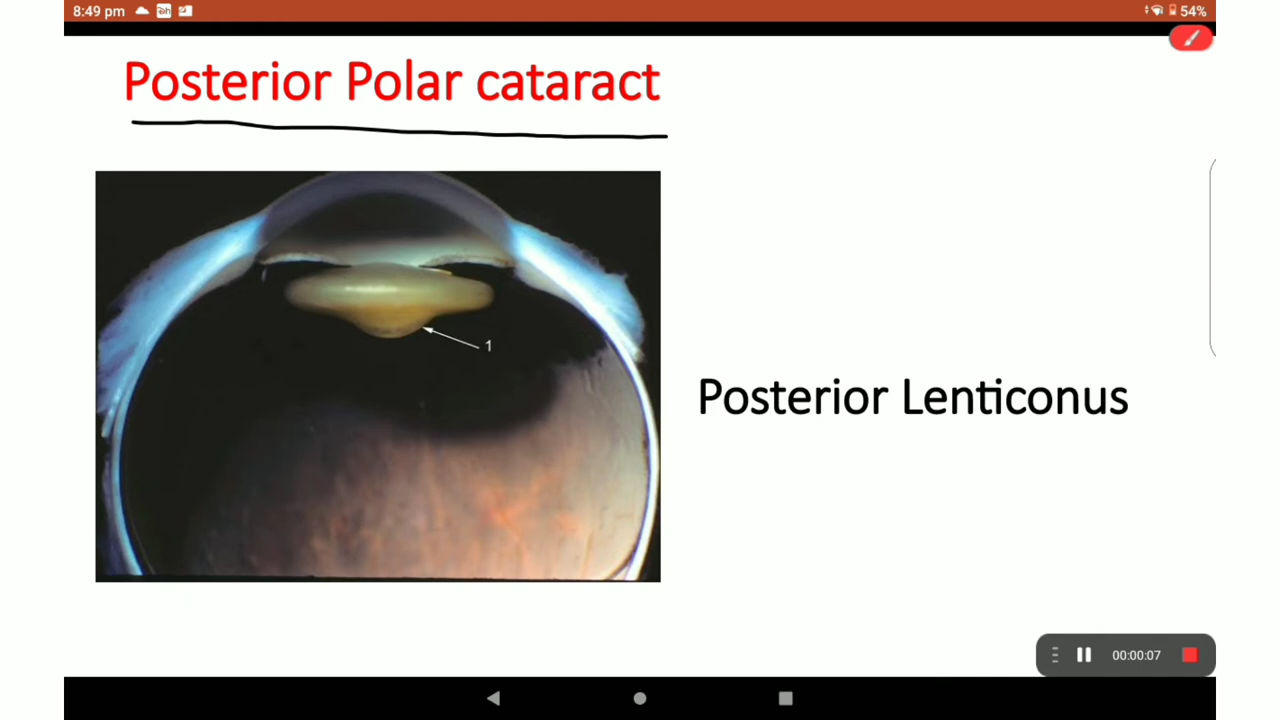 8:49 pm
54%
Posterior Polar cataract
1
Posterior Lenticonus
00:00:07